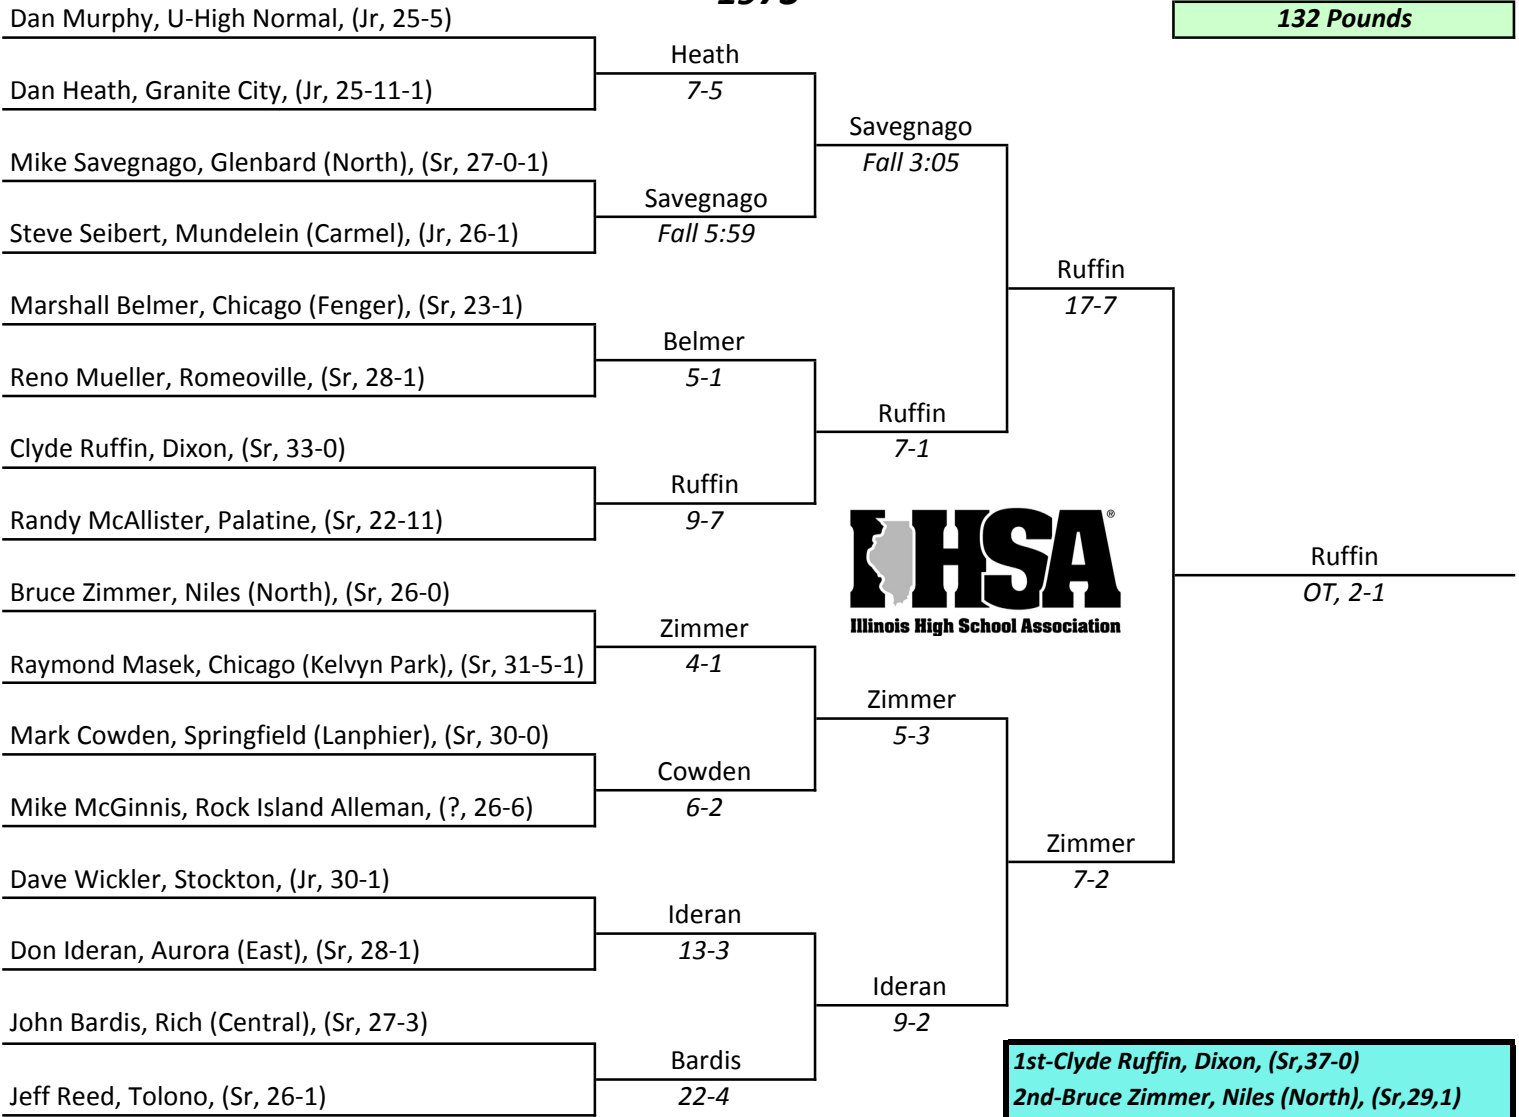 132 Pounds
Dan Murphy, U-High Normal, (Jr, 25-5)
Heath
7-5
Dan Heath, Granite City, (Jr, 25-11-1)
Savegnago
Fall 3:05
Mike Savegnago, Glenbard (North), (Sr, 27-0-1)
Savegnago
Fall 5:59
Steve Seibert, Mundelein (Carmel), (Jr, 26-1)
Ruffin
17-7
Marshall Belmer, Chicago (Fenger), (Sr, 23-1)
Belmer
5-1
Reno Mueller, Romeoville, (Sr, 28-1)
Ruffin
7-1
Clyde Ruffin, Dixon, (Sr, 33-0)
Ruffin
9-7
Randy McAllister, Palatine, (Sr, 22-11)
IHSA®
Illinois High School Association
Ruffin
OT, 2-1
Bruce Zimmer, Niles (North), (Sr, 26-0)
Zimmer
4-1
Raymond Masek, Chicago (Kelvyn Park), (Sr, 31-5-1)
Zimmer
5-3
Mark Cowden, Springfield (Lanphier), (Sr, 30-0)
Cowden
6-2
Mike McGinnis, Rock Island Alleman, (?, 26-6)
Zimmer
7-2
Dave Wickler, Stockton, (Jr, 30-1)
Ideran
13-3
Don Ideran, Aurora (East), (Sr, 28-1)
Ideran
9-2
John Bardis, Rich (Central), (Sr, 27-3)
Bardis
22-4
Jeff Reed, Tolono, (Sr, 26-1)
1st-Clyde Ruffin, Dixon, (Sr,37-0)
2nd-Bruce Zimmer, Niles (North), (Sr,29,1)